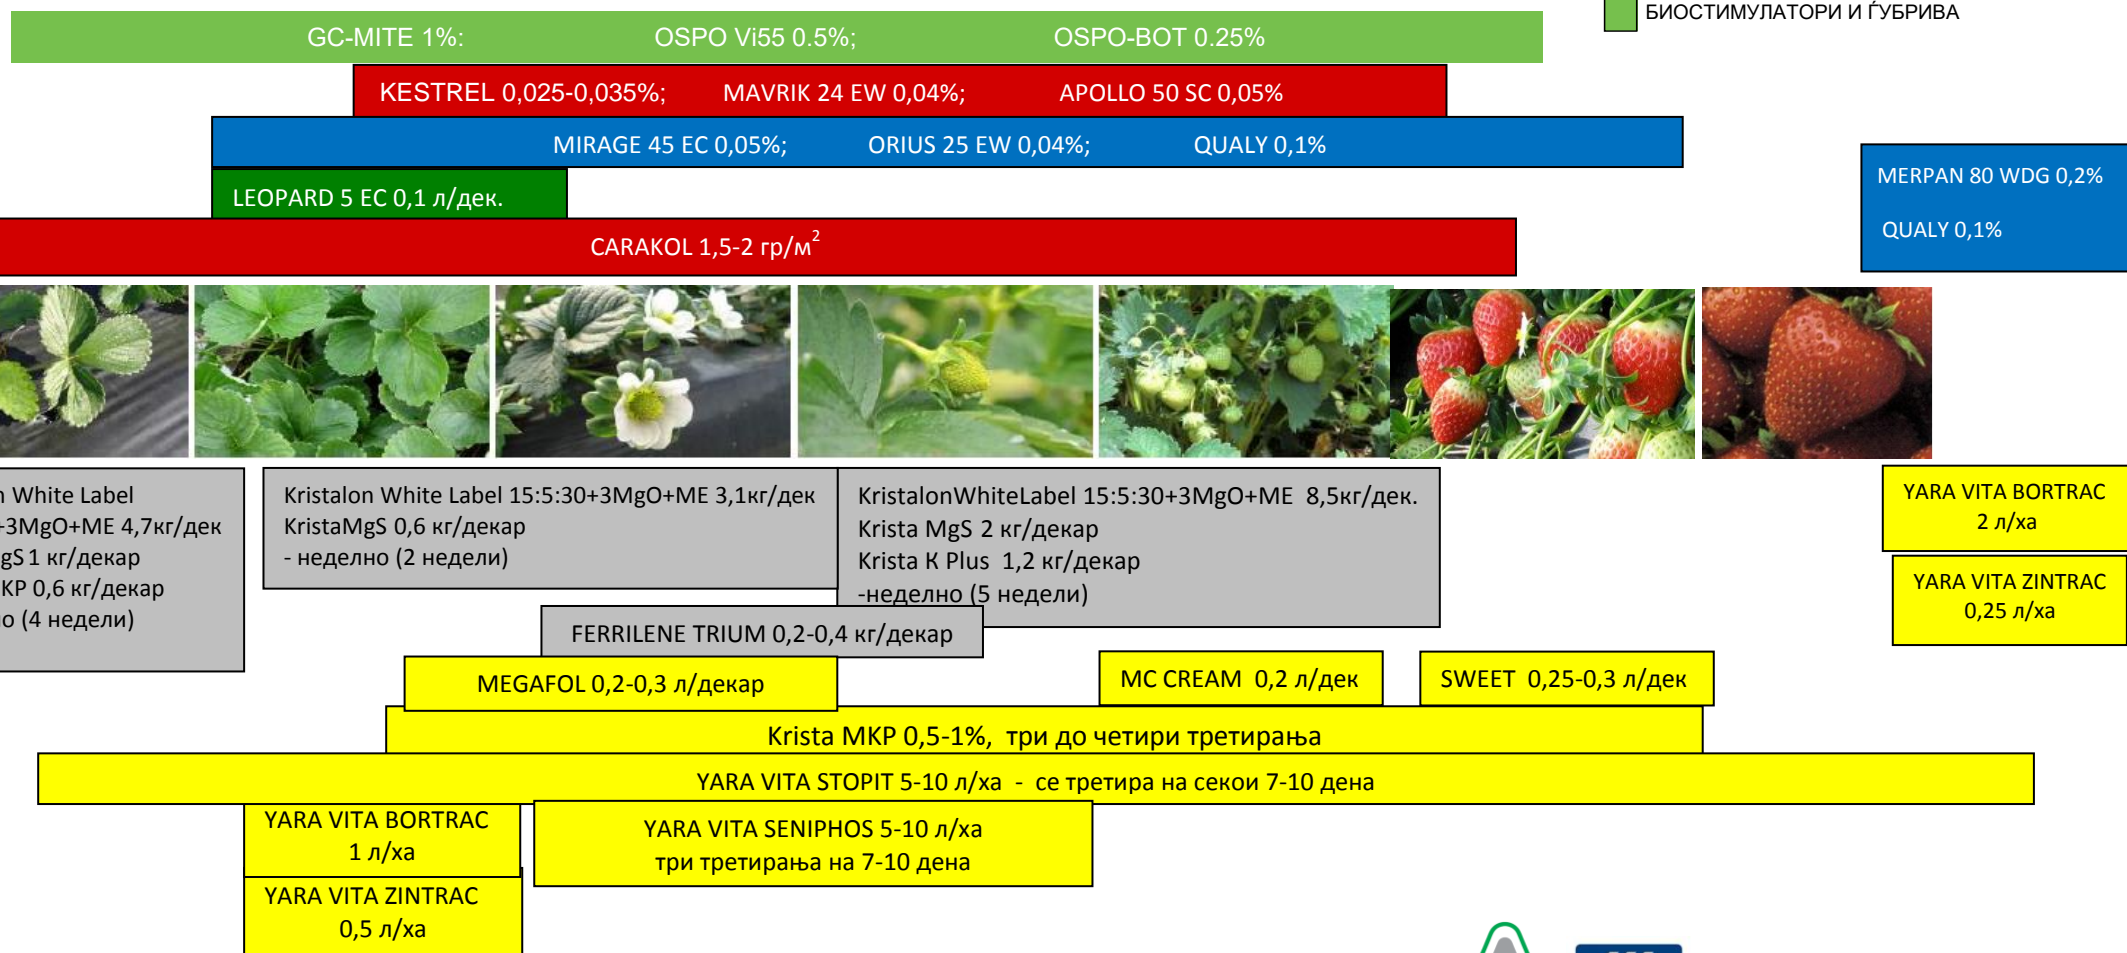 БИОСТИМУЛАТОРИ И ЃУБРИВА
GC-MITE 1%: OSPO Vi55 0.5%; OSPO-BOT 0.25%
KESTREL 0,025-0,035%; MAVRIK 24 EW 0,04%; APOLLO 50 SC 0,05%
MIRAGE 45 EC 0,05%; ORIUS 25 EW 0,04%; QUALY 0,1%
MERPAN 80 WDG 0,2%
QUALY 0,1%
LEOPARD 5 EC 0,1 л/дек.
CARAKOL 1,5-2 гр/м²
White Label
+3MgO+ME 4,7кг/дек
gS 1 кг/декар
KP 0,6 кг/декар
о (4 недели)
Kristalon White Label 15:5:30+3MgO+ME 3,1кг/дек
KristaMgS 0,6 кг/декар
- неделно (2 недели)
KristalonWhiteLabel 15:5:30+3MgO+ME 8,5кг/дек.
Krista MgS 2 кг/декар
Krista K Plus 1,2 кг/декар
-неделно (5 недели)
YARA VITA BORTRAC
2 л/ха
YARA VITA ZINTRAC
0,25 л/ха
FERRILENE TRIUM 0,2-0,4 кг/декар
MEGAFOL 0,2-0,3 л/декар
MC CREAM 0,2 л/дек
SWEET 0,25-0,3 л/дек
Krista MKP 0,5-1%, три до четири третирања
YARA VITA STOPIT 5-10 л/ха - се третира на секои 7-10 дена
YARA VITA BORTRAC
1 л/ха
YARA VITA SENIPHOS 5-10 л/ха
три третирања на 7-10 дена
YARA VITA ZINTRAC
0,5 л/ха